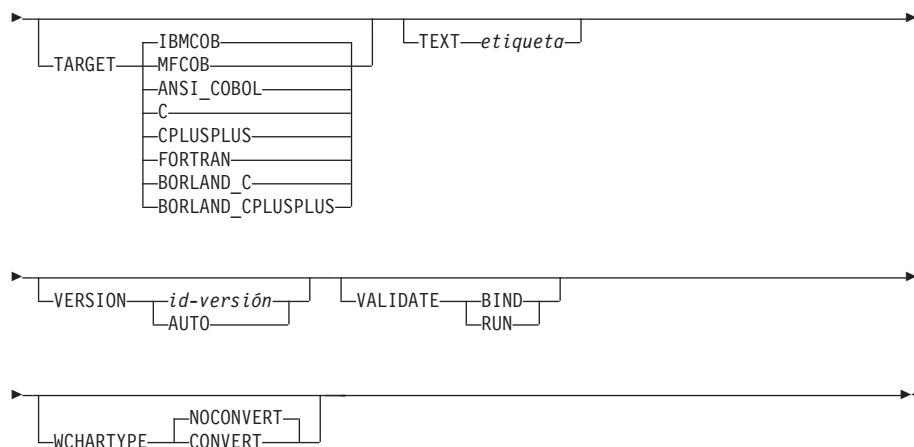 IBMCOB
TARGET MFCOB
ANSI_COBOL
C
CPLUSPLUS
FORTRAN
BORLAND_C
BORLAND_CPLUSPLUS
TEXT etiqueta
VERSION id-versión
AUTO
VALIDATE BIND
RUN
NOCONVERT
WCHARTYPE CONVERT